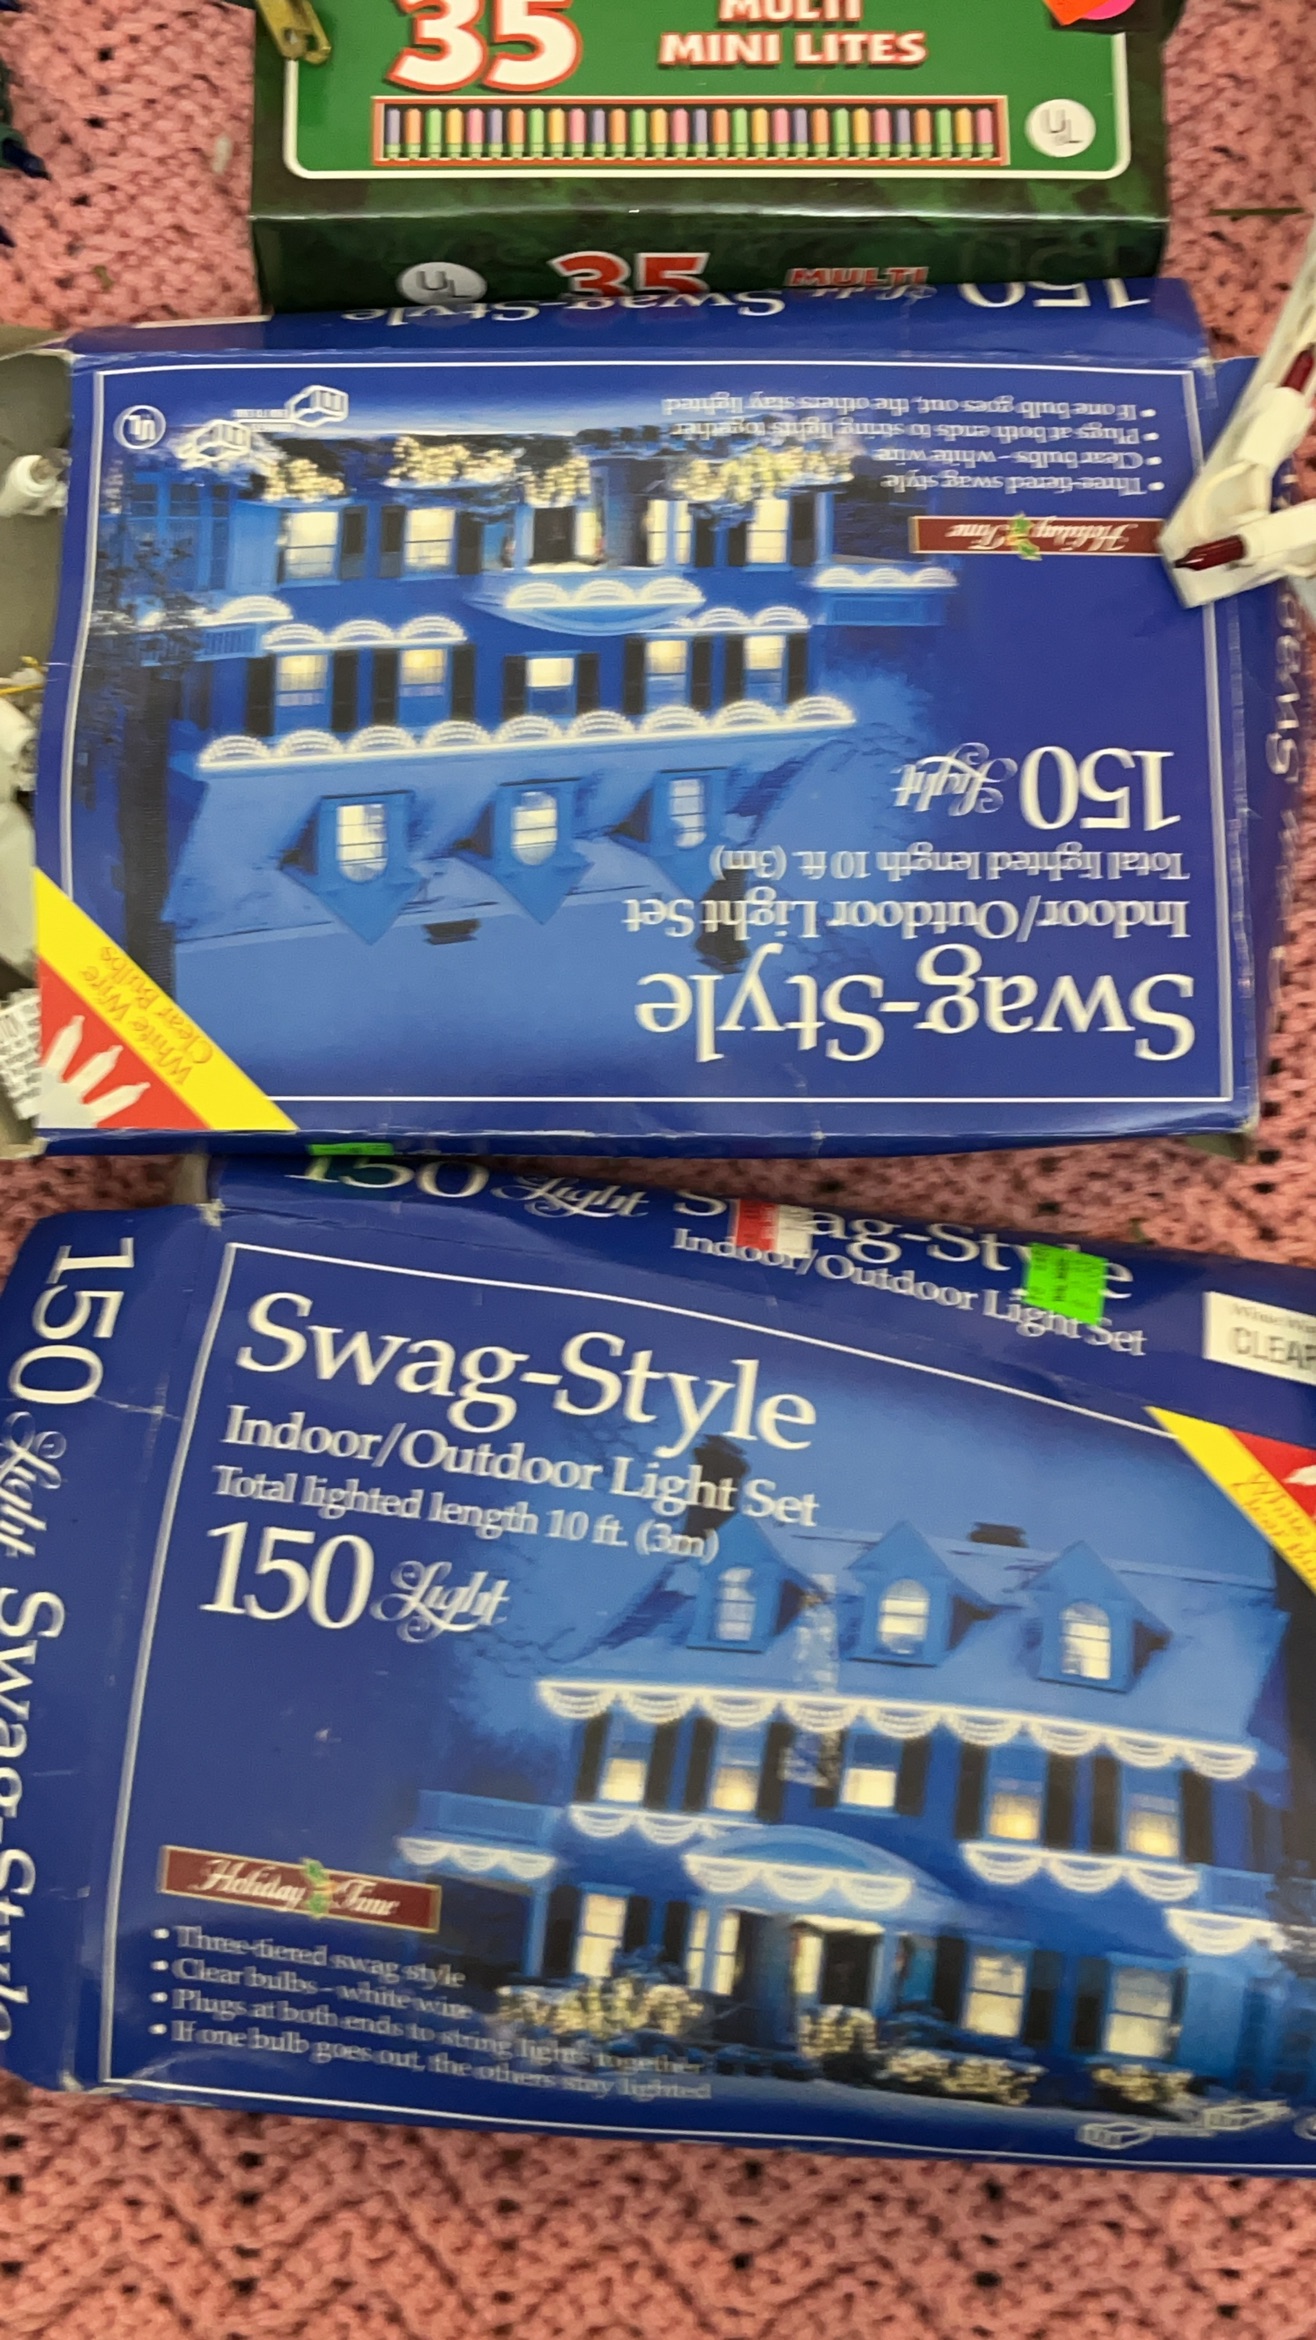 35
MULTI
MINI LITES
UL
UL
35
MULTI
150 Light Swag-Style
• If one bulb goes out, the others stay lighted
• Plugs at both ends to string lights together
• Clear bulbs - white wire
• Three-tiered swag style
Holiday Time
150 Light
Total lighted length 10 ft. (3m)
Indoor/Outdoor Light Set
Swag-Style
UL
White Wire
Clear Bulbs
150 Light Swag-Style
Indoor/Outdoor Light Set
CLEAR
150 Light Swag-Style
Swag-Style
Indoor/Outdoor Light Set
Total lighted length 10 ft. (3m)
150 Light
Holiday Time
• Three-tiered swag style
• Clear bulbs - white wire
• Plugs at both ends to string lights together
• If one bulb goes out, the others stay lighted